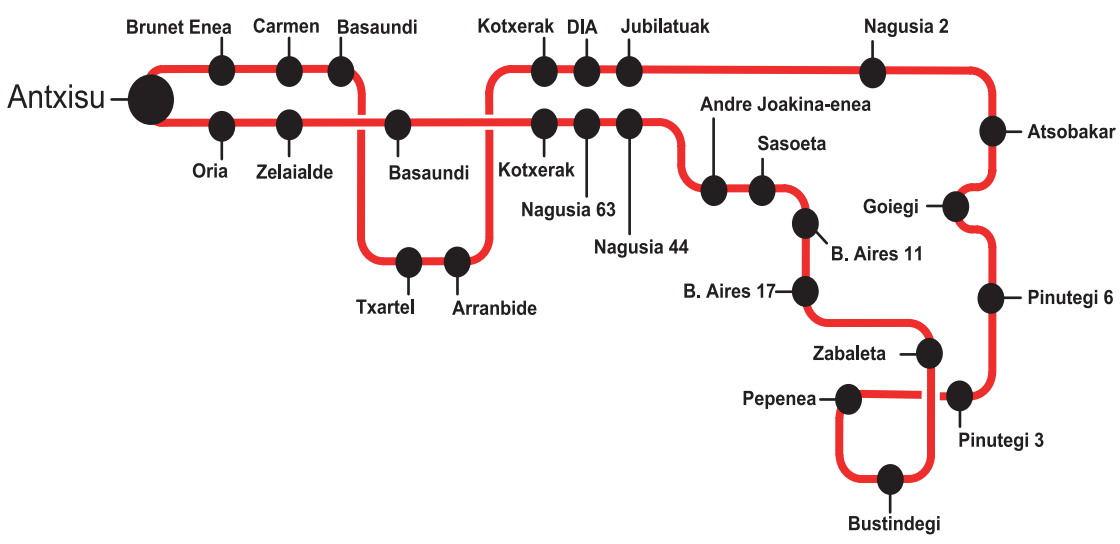 Brunet Enea
Carmen
Basaundi
Kotxerak
DIA
Jubilatuak
Nagusia 2
Antxisu
Andre Joakina-enea
Atsobakar
Sasoeta
Oria
Zelaialde
Basaundi
Kotxerak
Nagusia 63
Goiegi
Nagusia 44
B. Aires 11
B. Aires 17
Pinutegi 6
Txartel
Arranbide
Zabaleta
Pepenea
Pinutegi 3
Bustindegi